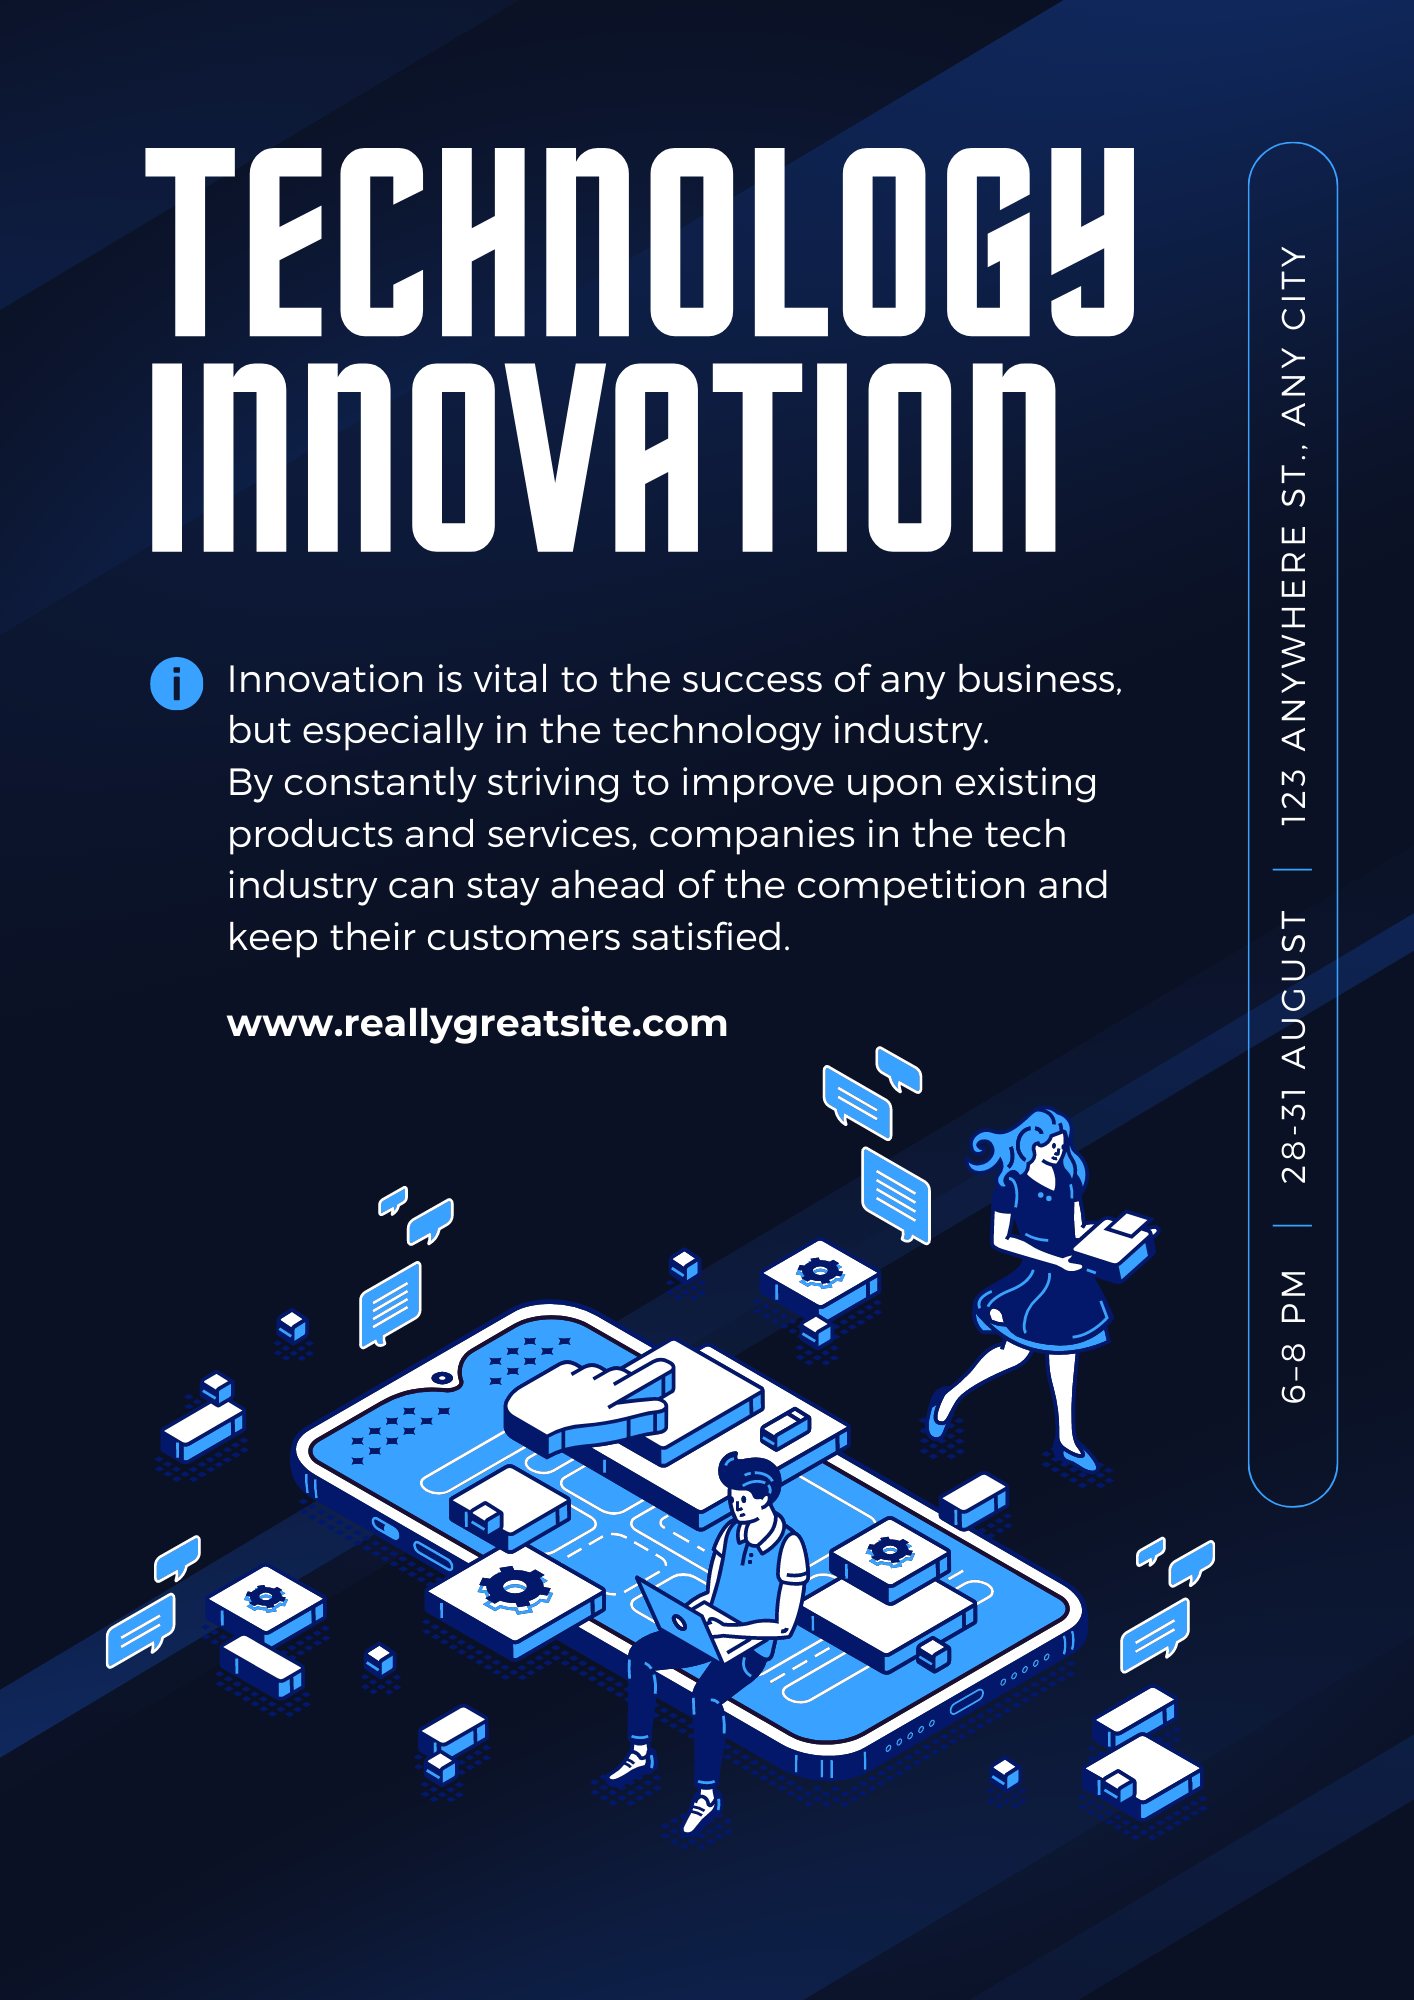 TECHNOLOGY
INNOVATION
i Innovation is vital to the success of any business,
but especially in the technology industry.
By constantly striving to improve upon existing
products and services, companies in the tech
industry can stay ahead of the competition and
keep their customers satisfied.
www.reallygreatsite.com
6-8 PM | 28-31 AUGUST | 123 ANYWHERE ST., ANY CITY